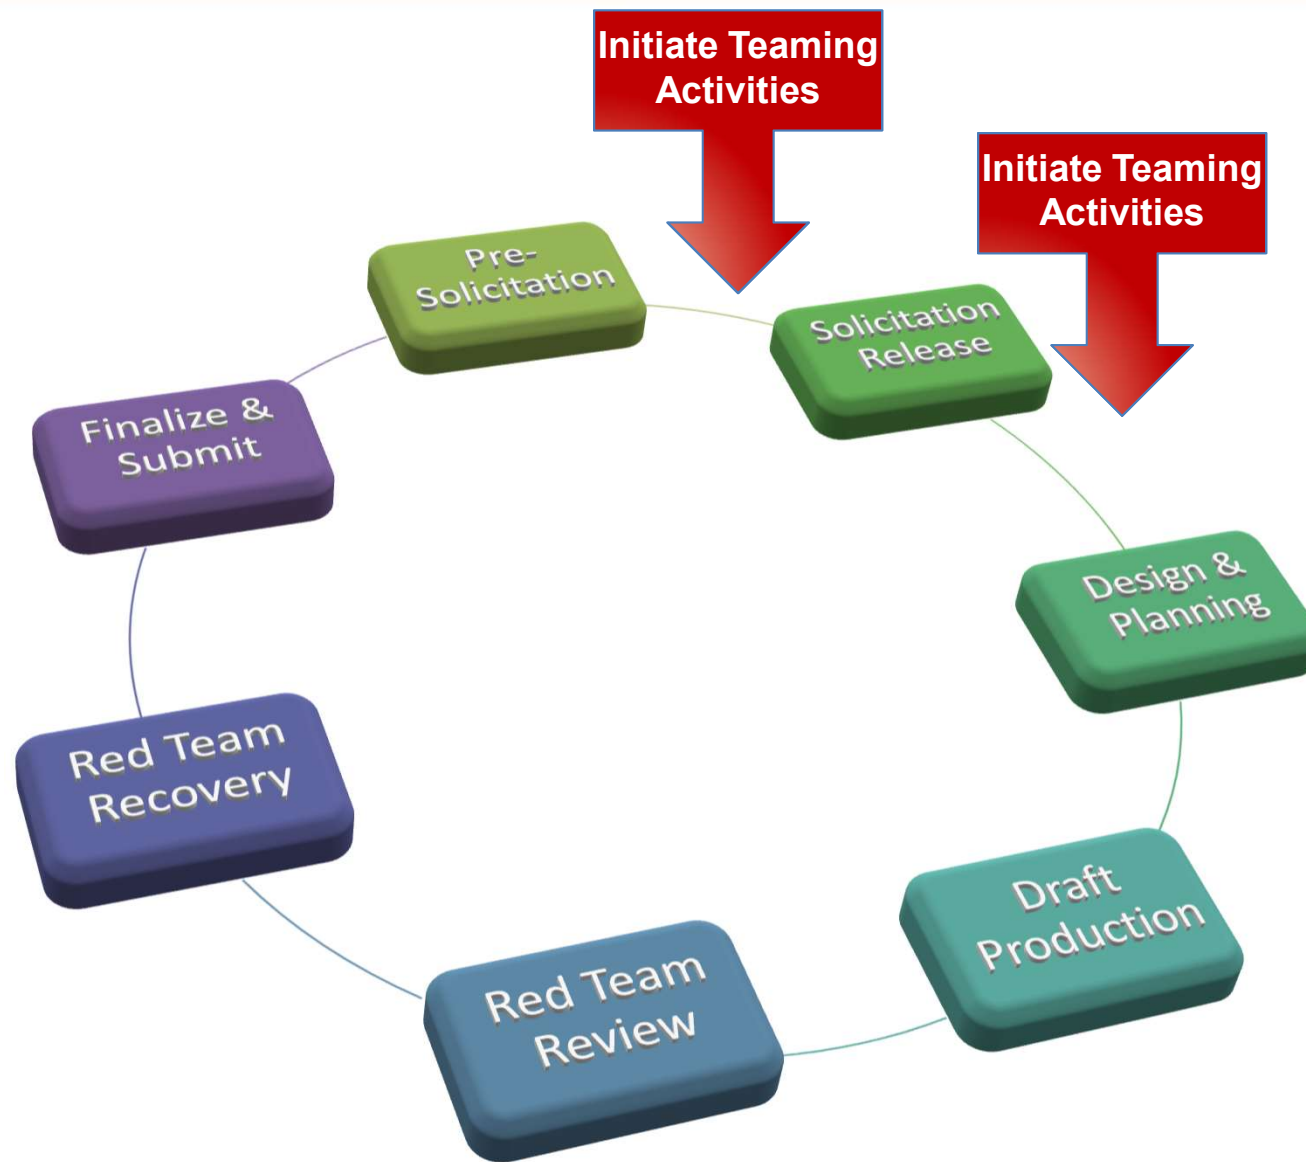 Initiate Teaming
Activities
Initiate Teaming
Activities
Pre-
Solicitation
Solicitation
Release
Design &
Planning
Draft
Production
Red Team
Review
Red Team
Recovery
Finalize &
Submit